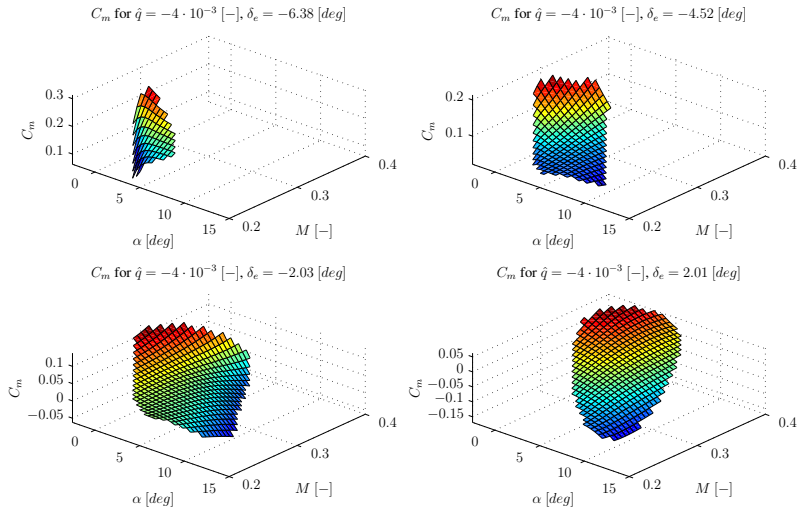 C_m for q̂ = −4 · 10⁻³ [−], δ_e = −6.38 [deg]
0.3
0.2
0.1
C_m
0
5
10
15
α [deg]
0.2
0.3
0.4
M [−]
C_m for q̂ = −4 · 10⁻³ [−], δ_e = −4.52 [deg]
0.2
0.1
C_m
0
5
10
15
α [deg]
0.2
0.3
0.4
M [−]
C_m for q̂ = −4 · 10⁻³ [−], δ_e = −2.03 [deg]
0.1
0.05
0
−0.05
C_m
0
5
10
15
α [deg]
0.2
0.3
0.4
M [−]
C_m for q̂ = −4 · 10⁻³ [−], δ_e = 2.01 [deg]
0.05
0
−0.05
−0.1
−0.15
C_m
0
5
10
15
α [deg]
0.2
0.3
0.4
M [−]